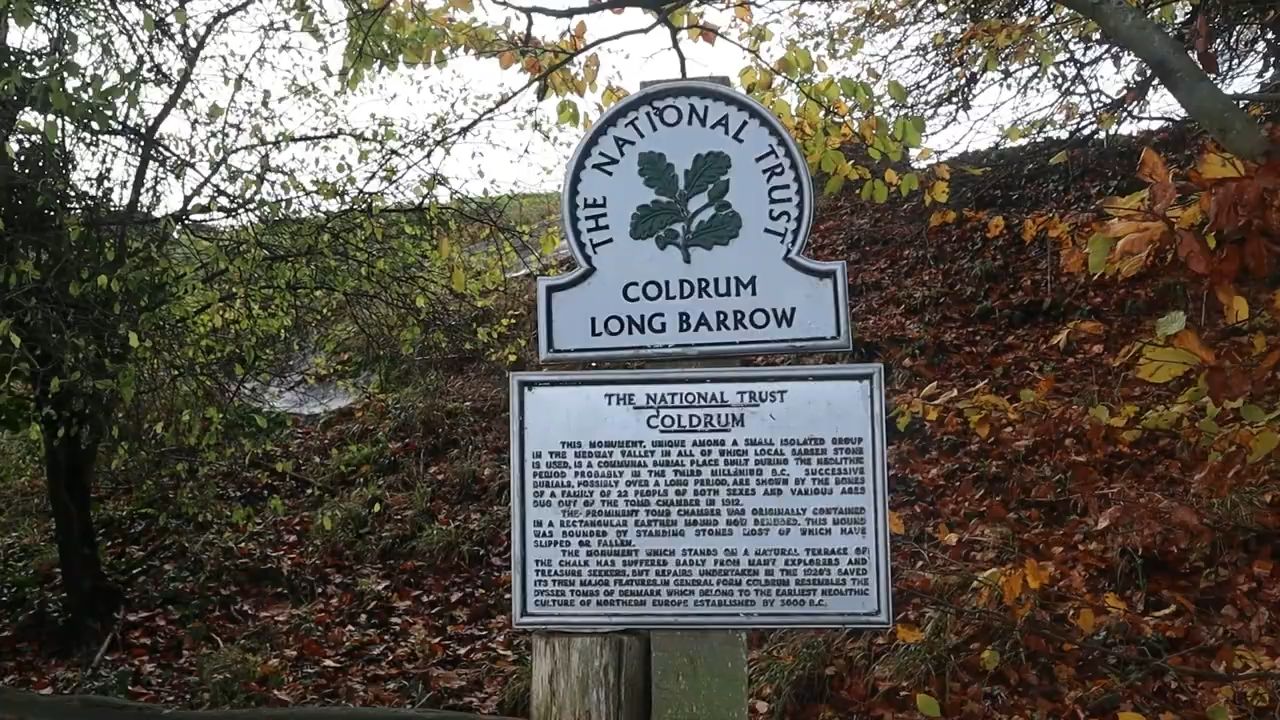 THE NATIONAL TRUST
COLDRUM
LONG BARROW
THE NATIONAL TRUST
COLDRUM
THIS MONUMENT, UNIQUE AMONG A SMALL ISOLATED GROUP
IN THE MEDWAY VALLEY IN ALL OF WHICH LOCAL SARSEN STONE
IS USED, IS A COMMUNAL BURIAL PLACE BUILT DURING THE NEOLITHIC
PERIOD PROBABLY IN THE THIRD MILLENIUM B.C. SUCCESSIVE
BURIALS, POSSIBLY OVER A LONG PERIOD, ARE SHOWN BY THE BONES
OF A FAMILY OF 22 PEOPLE OF BOTH SEXES AND VARIOUS AGES
DUG OUT OF THE TOMB CHAMBER IN 1912.
THE PROMINENT TOMB CHAMBER WAS ORIGINALLY CONTAINED
IN A RECTANGULAR EARTHEN MOUND NOW DENUDED. THIS MOUND
WAS BOUNDED BY STANDING STONES MOST OF WHICH HAVE
SLIPPED OR FALLEN.
THE MONUMENT WHICH STANDS ON A NATURAL TERRACE OF
THE CHALK HAS SUFFERED BADLY FROM MANY EXPLORERS AND
TREASURE SEEKERS, BUT REPAIRS UNDERTAKEN IN THE 1920'S SAVED
ITS THEN MAJOR FEATURES. IN GENERAL FORM COLDRUM RESEMBLES THE
DYSSER TOMBS OF DENMARK WHICH BELONG TO THE EARLIEST NEOLITHIC
CULTURE OF NORTHERN EUROPE ESTABLISHED BY 3000 B.C.